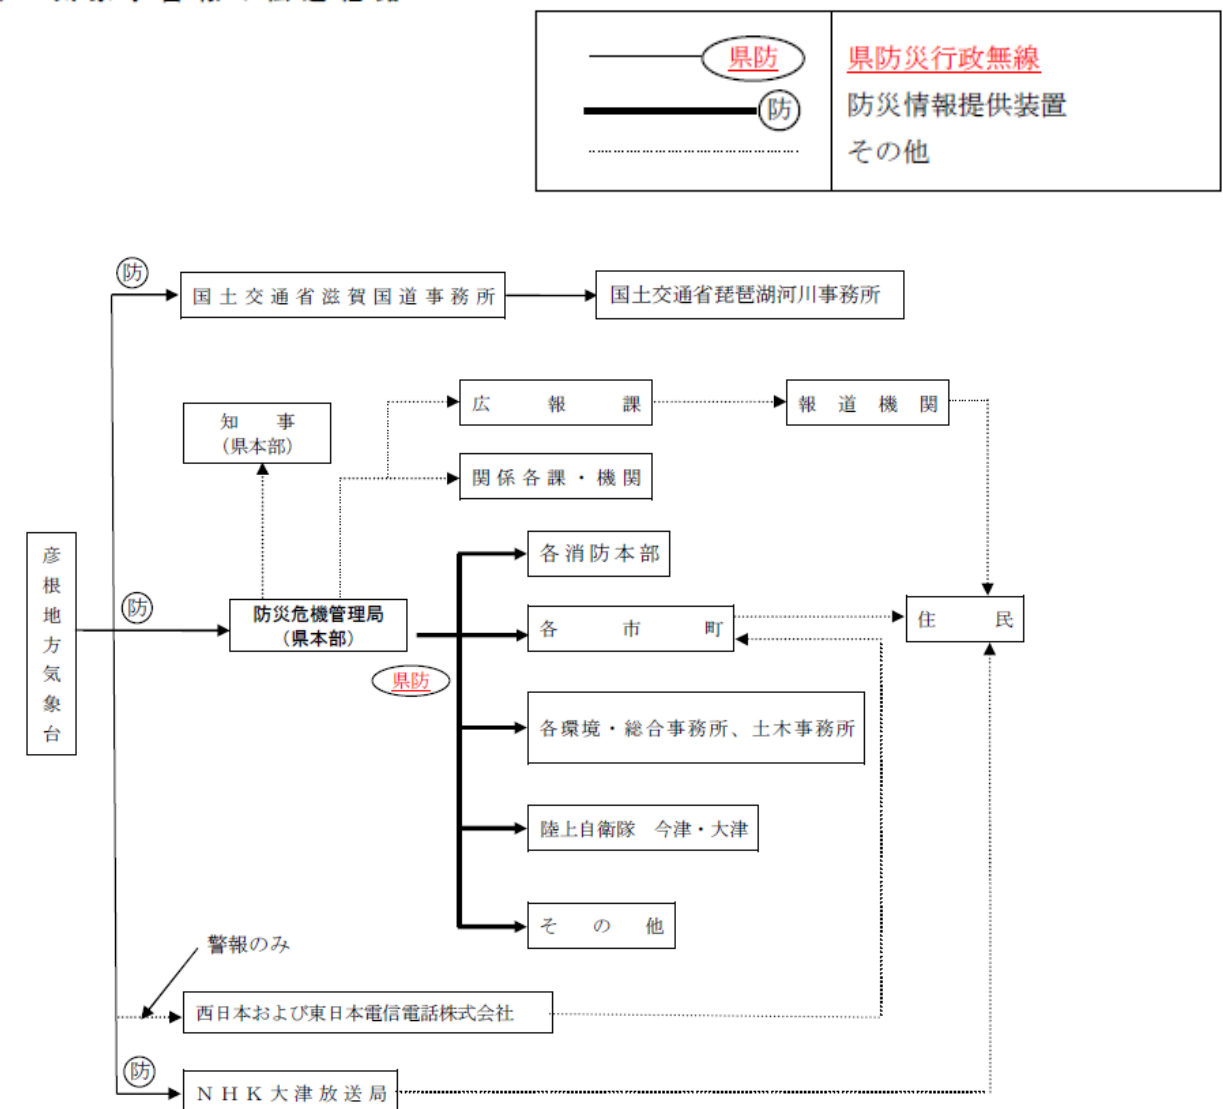 県防
県防災行政無線
防
防災情報提供装置
その他
防
国土交通省滋賀国道事務所
国土交通省琵琶湖河川事務所
広報課
報道機関
知事
(県本部)
関係各課・機関
彦根地方気象台
各消防本部
防
防災危機管理局
(県本部)
各市町
住民
県防
各環境・総合事務所、土木事務所
陸上自衛隊 今津・大津
その他
警報のみ
西日本および東日本電信電話株式会社
防
NHK大津放送局